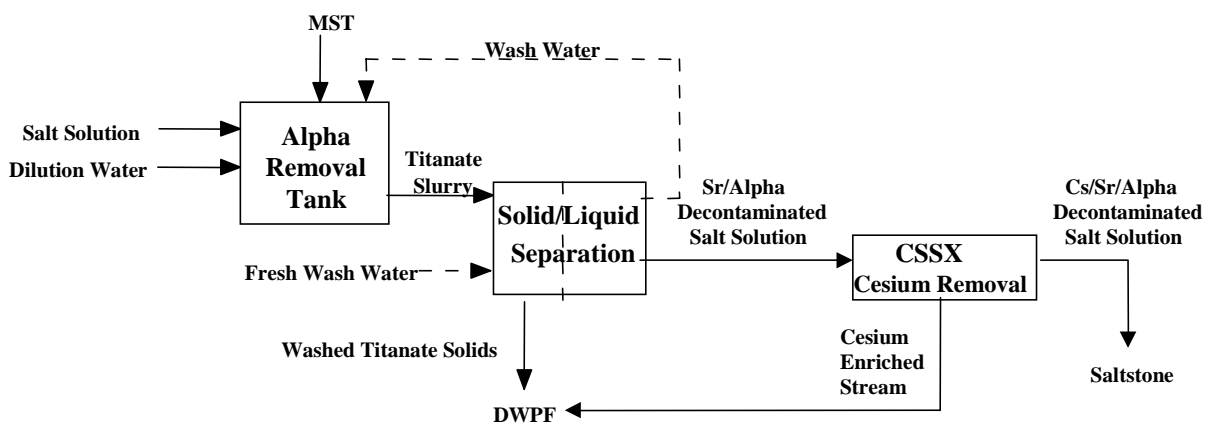 MST
Wash Water
Salt Solution
Dilution Water
Alpha
Removal
Tank
Titanate
Slurry
Solid/Liquid
Separation
Fresh Wash Water
Sr/Alpha
Decontaminated
Salt Solution
Cs/Sr/Alpha
Decontaminated
Salt Solution
CSSX
Cesium Removal
Washed Titanate Solids
Cesium
Enriched
Stream
Saltstone
DWPF